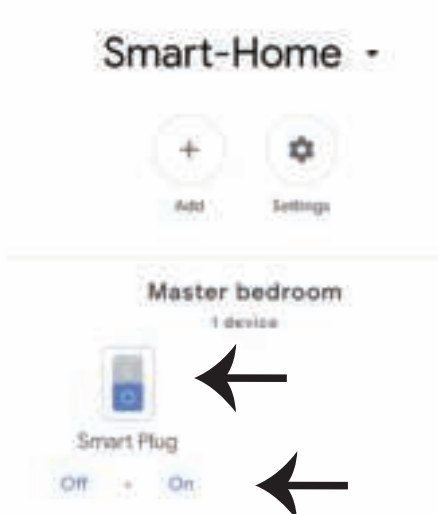 Smart-Home
Add Settings
Master bedroom
1 device
Smart Plug
Off • On